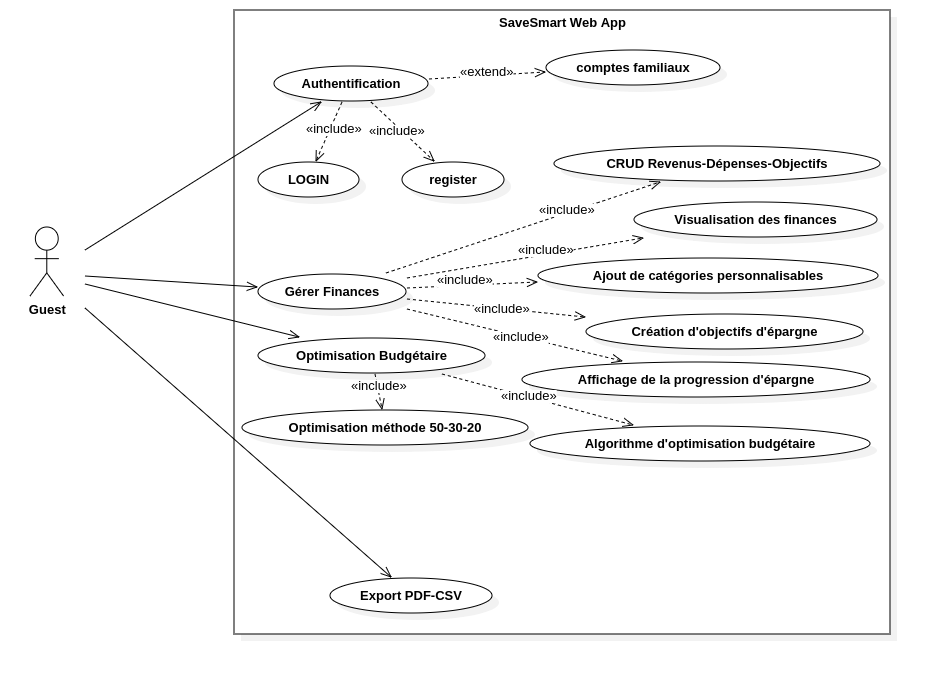 SaveSmart Web App
Authentification
«extend»
comptes familiaux
«include»
«include»
LOGIN
register
CRUD Revenus-Dépenses-Objectifs
«include»
Visualisation des finances
«include»
Ajout de catégories personnalisables
«include»
Gérer Finances
Guest
«include»
Création d'objectifs d'épargne
«include»
Optimisation Budgétaire
Affichage de la progression d'épargne
«include»
«include»
Optimisation méthode 50-30-20
Algorithme d'optimisation budgétaire
Export PDF-CSV